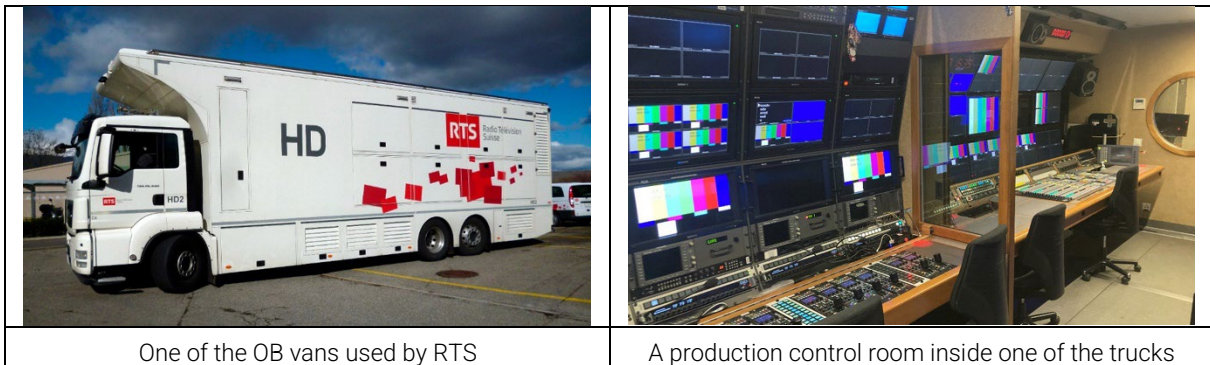 HD
RTS Radio Télévision
Suisse
RTS
HD2
One of the OB vans used by RTS
A production control room inside one of the trucks